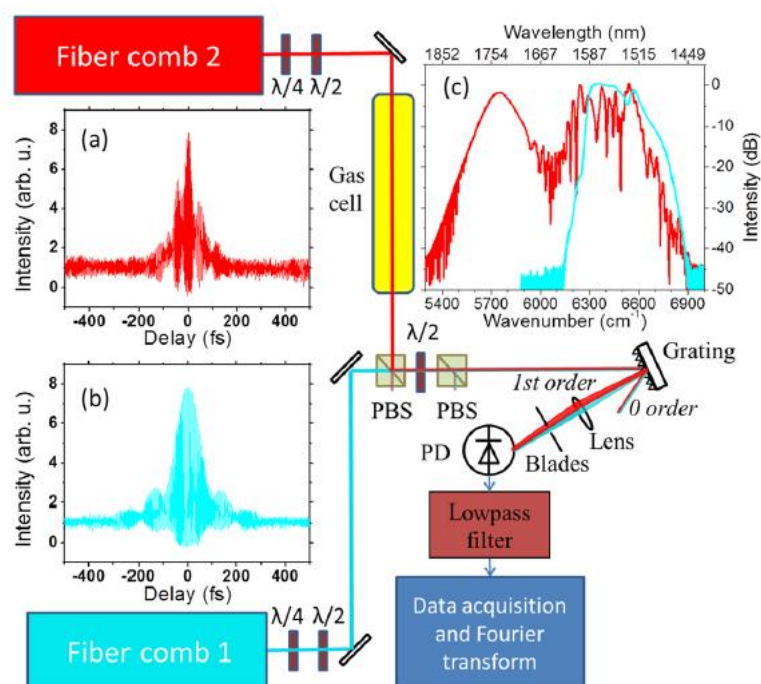 Fiber comb 2
λ/4 λ/2
(a)
Intensity (arb. u.)
8
6
4
2
0
-400 -200 0 200 400
Delay (fs)
Gas
cell
Wavelength (nm)
1852 1754 1667 1587 1515 1449
(c)
0
-10
-20
-30
-40
-50
Intensity (dB)
5400 5700 6000 6300 6600 6900
Wavenumber (cm⁻¹)
λ/2
PBS
PBS
Grating
1st order
0 order
Lens
Blades
PD
Lowpass
filter
Data acquisition
and Fourier
transform
(b)
Intensity (arb. u.)
8
6
4
2
0
-400 -200 0 200 400
Delay (fs)
λ/4 λ/2
Fiber comb 1